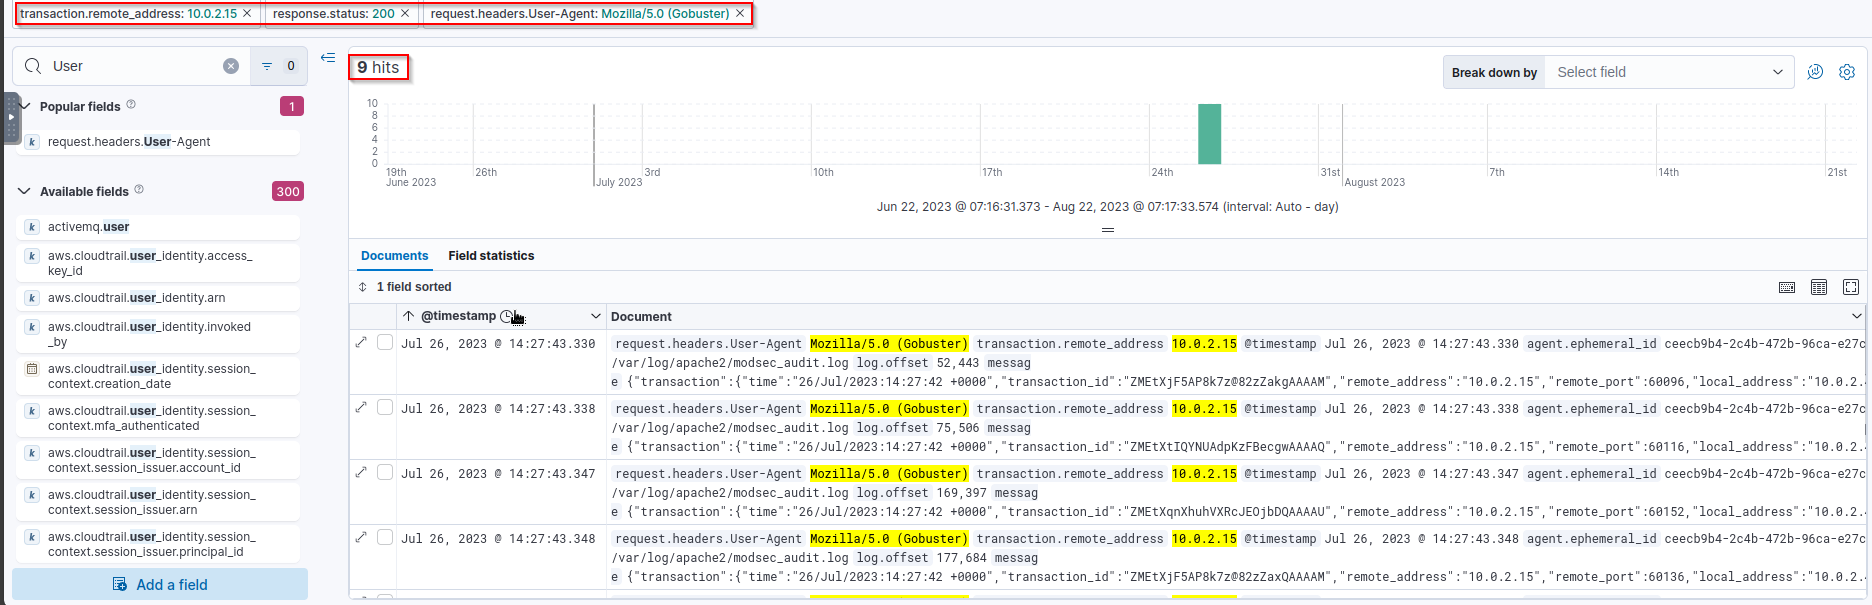 transaction.remote_address: 10.0.2.15 × response.status: 200 × request.headers.User-Agent: Mozilla/5.0 (Gobuster) ×
User
0
Popular fields 1
k request.headers.User-Agent
Available fields 300
k activemq.user
k aws.cloudtrail.user_identity.access_
key_id
k aws.cloudtrail.user_identity.arn
k aws.cloudtrail.user_identity.invoked
_by
aws.cloudtrail.user_identity.session_
context.creation_date
k aws.cloudtrail.user_identity.session_
context.mfa_authenticated
k aws.cloudtrail.user_identity.session_
context.session_issuer.account_id
k aws.cloudtrail.user_identity.session_
context.session_issuer.arn
k aws.cloudtrail.user_identity.session_
context.session_issuer.principal_id
Add a field
9 hits
Break down by Select field
10
8
6
4
2
0
19th 26th 3rd 10th 17th 24th 31st 7th 14th 21st
June 2023 July 2023 August 2023
Jun 22, 2023 @ 07:16:31.373 - Aug 22, 2023 @ 07:17:33.574 (interval: Auto - day)
Documents Field statistics
1 field sorted
@timestamp Document
Jul 26, 2023 @ 14:27:43.330 request.headers.User-Agent Mozilla/5.0 (Gobuster) transaction.remote_address 10.0.2.15 @timestamp Jul 26, 2023 @ 14:27:43.330 agent.ephemeral_id ceecb9b4-2c4b-472b-96ca-e27c
/var/log/apache2/modsec_audit.log log.offset 52,443 messag
e {"transaction":{"time":"26/Jul/2023:14:27:42 +0000","transaction_id":"ZMEtXjF5AP8k7z@82zZakgAAAAM","remote_address":"10.0.2.15","remote_port":60096,"local_address":"10.0.2.
Jul 26, 2023 @ 14:27:43.338 request.headers.User-Agent Mozilla/5.0 (Gobuster) transaction.remote_address 10.0.2.15 @timestamp Jul 26, 2023 @ 14:27:43.338 agent.ephemeral_id ceecb9b4-2c4b-472b-96ca-e27c
/var/log/apache2/modsec_audit.log log.offset 75,506 messag
e {"transaction":{"time":"26/Jul/2023:14:27:42 +0000","transaction_id":"ZMEtXtIQYNUAdpKzFBecgwAAAAQ","remote_address":"10.0.2.15","remote_port":60116,"local_address":"10.0.2.
Jul 26, 2023 @ 14:27:43.347 request.headers.User-Agent Mozilla/5.0 (Gobuster) transaction.remote_address 10.0.2.15 @timestamp Jul 26, 2023 @ 14:27:43.347 agent.ephemeral_id ceecb9b4-2c4b-472b-96ca-e27c
/var/log/apache2/modsec_audit.log log.offset 169,397 messag
e {"transaction":{"time":"26/Jul/2023:14:27:42 +0000","transaction_id":"ZMEtXqnXhuhVXRcJEOjbDQAAAAU","remote_address":"10.0.2.15","remote_port":60152,"local_address":"10.0.2.
Jul 26, 2023 @ 14:27:43.348 request.headers.User-Agent Mozilla/5.0 (Gobuster) transaction.remote_address 10.0.2.15 @timestamp Jul 26, 2023 @ 14:27:43.348 agent.ephemeral_id ceecb9b4-2c4b-472b-96ca-e27c
/var/log/apache2/modsec_audit.log log.offset 177,684 messag
e {"transaction":{"time":"26/Jul/2023:14:27:42 +0000","transaction_id":"ZMEtXjF5AP8k7z@82zZaxQAAAAM","remote_address":"10.0.2.15","remote_port":60136,"local_address":"10.0.2.